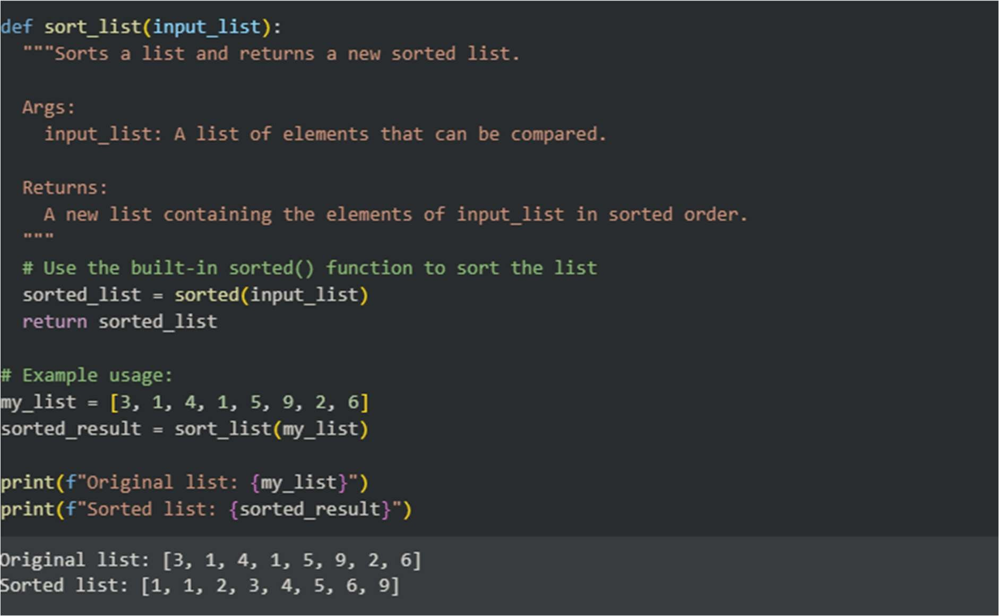 def sort_list(input_list):
  """Sorts a list and returns a new sorted list.
  Args:
    input_list: A list of elements that can be compared.
  Returns:
    A new list containing the elements of input_list in sorted order.
  """
  # Use the built-in sorted() function to sort the list
  sorted_list = sorted(input_list)
  return sorted_list
# Example usage:
my_list = [3, 1, 4, 1, 5, 9, 2, 6]
sorted_result = sort_list(my_list)
print(f"Original list: {my_list}")
print(f"Sorted list: {sorted_result}")
Original list: [3, 1, 4, 1, 5, 9, 2, 6]
Sorted list: [1, 1, 2, 3, 4, 5, 6, 9]